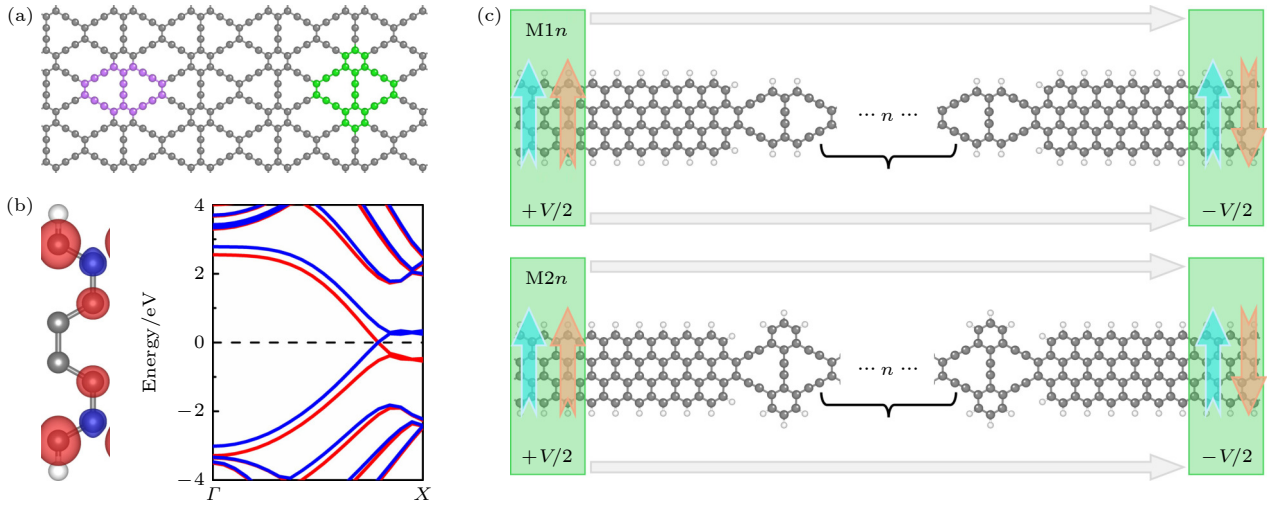 (a)
(b)
Energy/eV
4
2
0
−2
−4
Γ
X
(c)
M1n
··· n ···
+V/2
−V/2
M2n
··· n ···
+V/2
−V/2